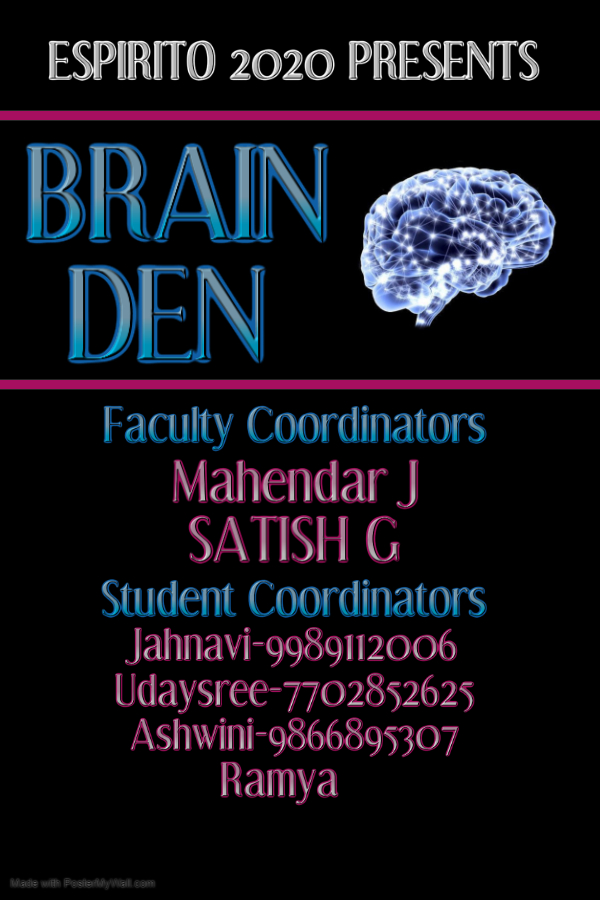 ESPIRITO 2020 PRESENTS
BRAIN
DEN
Faculty Coordinators
Mahendar J
SATISH G
Student Coordinators
Jahnavi-9989112006
Udaysree-7702852625
Ashwini-9866895307
Ramya
Made with PosterMyWall.com